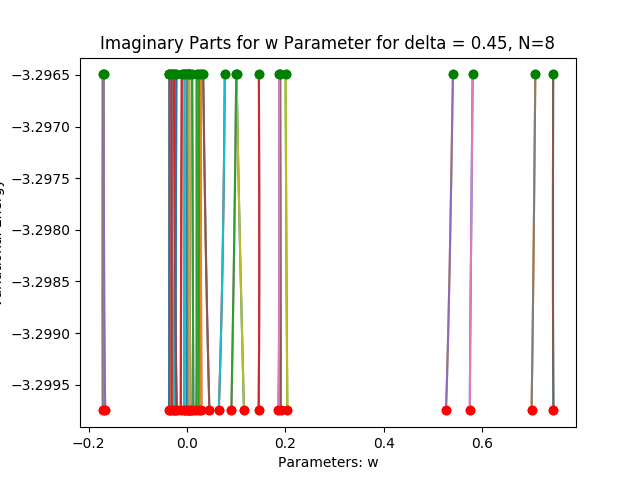 Imaginary Parts for w Parameter for delta = 0.45, N=8
−3.2965
−3.2970
−3.2975
−3.2980
−3.2985
−3.2990
−3.2995
−0.2 0.0 0.2 0.4 0.6
Parameters: w